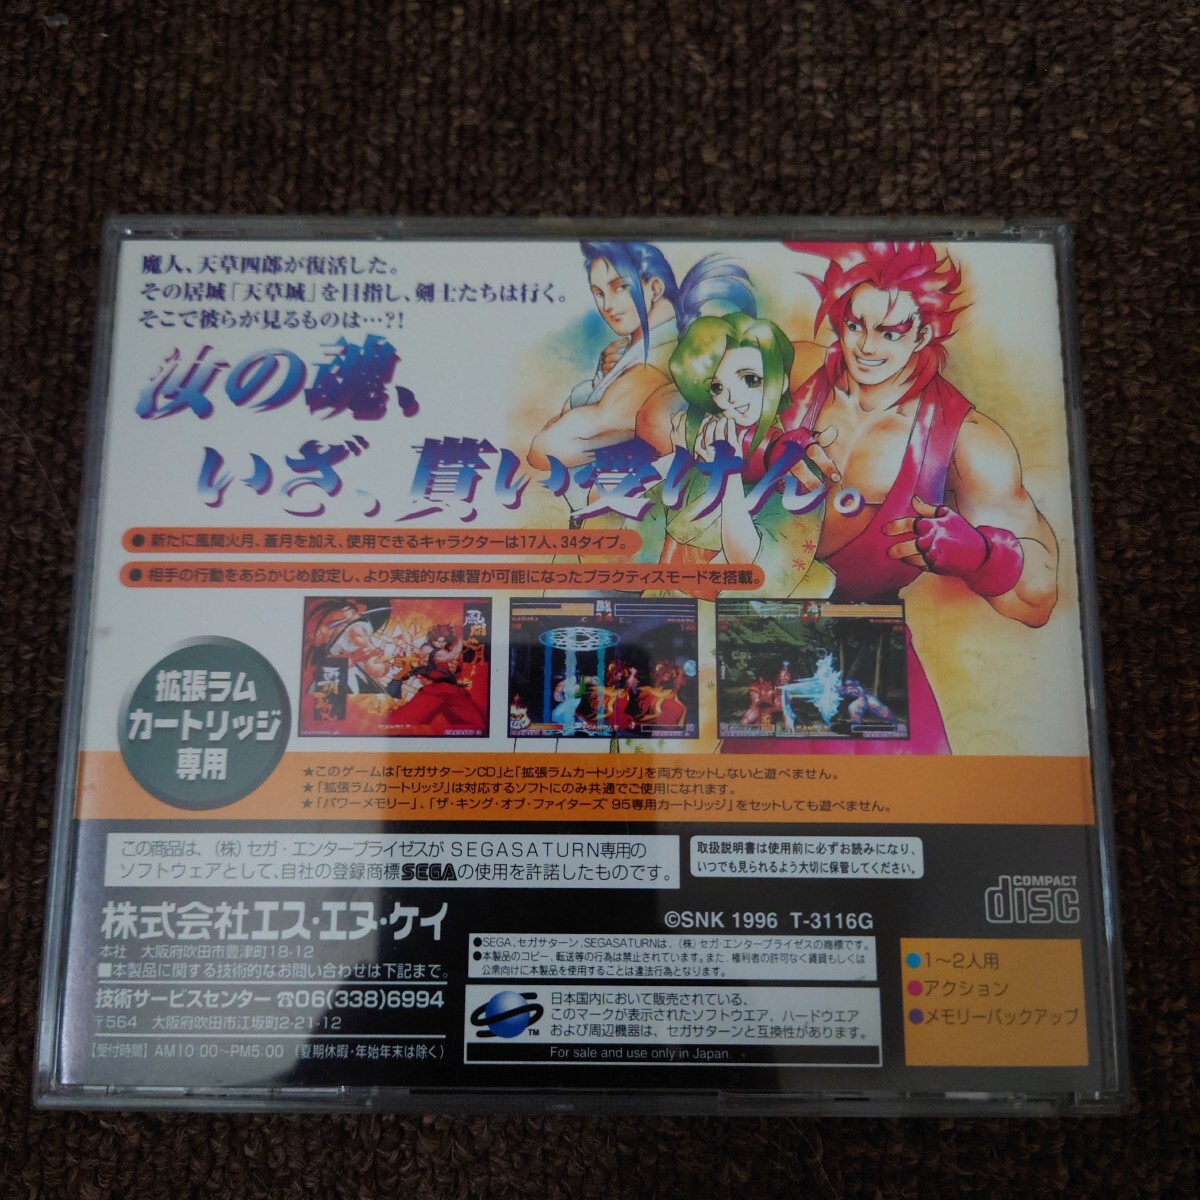 魔人、天草四郎が復活した。
その居城「天草城」を目指し、剣士たちは行く。
そこで彼らが見るものは…?!
汝の魂、
いざ、貰い受けん。
●新たに風間火月、蒼月を加え、使用できるキャラクターは17人、34タイプ。
●相手の行動をあらかじめ設定し、より実践的な練習が可能になったプラクティスモードを搭載。
拡張ラム
カートリッジ
専用
★このゲームは「セガサターンCD」と「拡張ラムカートリッジ」を両方セットしないと遊べません。
★「拡張ラムカートリッジ」は対応するソフトにのみ共通でご使用になれます。
★「パワーメモリー」、「ザ・キング・オブ・ファイターズ'95専用カートリッジ」をセットしても遊べません。
この商品は、(株)セガ・エンタープライゼスがSEGASATURN専用の
ソフトウェアとして、自社の登録商標SEGAの使用を許諾したものです。
取扱説明書は使用前に必ずお読みになり、
いつでも見られるよう大切に保管してください。
COMPACT
disc
株式会社エス・エヌ・ケイ
本社 大阪府吹田市豊津町18-12
■本製品に関する技術的なお問い合わせは下記まで。
技術サービスセンター ☎06(338)6994
〒564 大阪府吹田市江坂町2-21-12
【受付時間】AM10:00〜PM5:00 (夏期休暇・年始年末は除く)
©SNK 1996 T-3116G
●SEGA、セガサターン、SEGASATURNは、(株)セガ・エンタープライゼスの商標です。
●本製品のコピー、転送等の行為は禁止されています。また、権利者の許可なく賃貸もしくは
公衆向けに本製品を使用することは違法行為となります。
TM
日本国内において販売されている、
このマークが表示されたソフトウエア、ハードウエア
および周辺機器は、セガサターンと互換性があります。
For sale and use only in Japan.
●1〜2人用
●アクション
●メモリーバックアップ